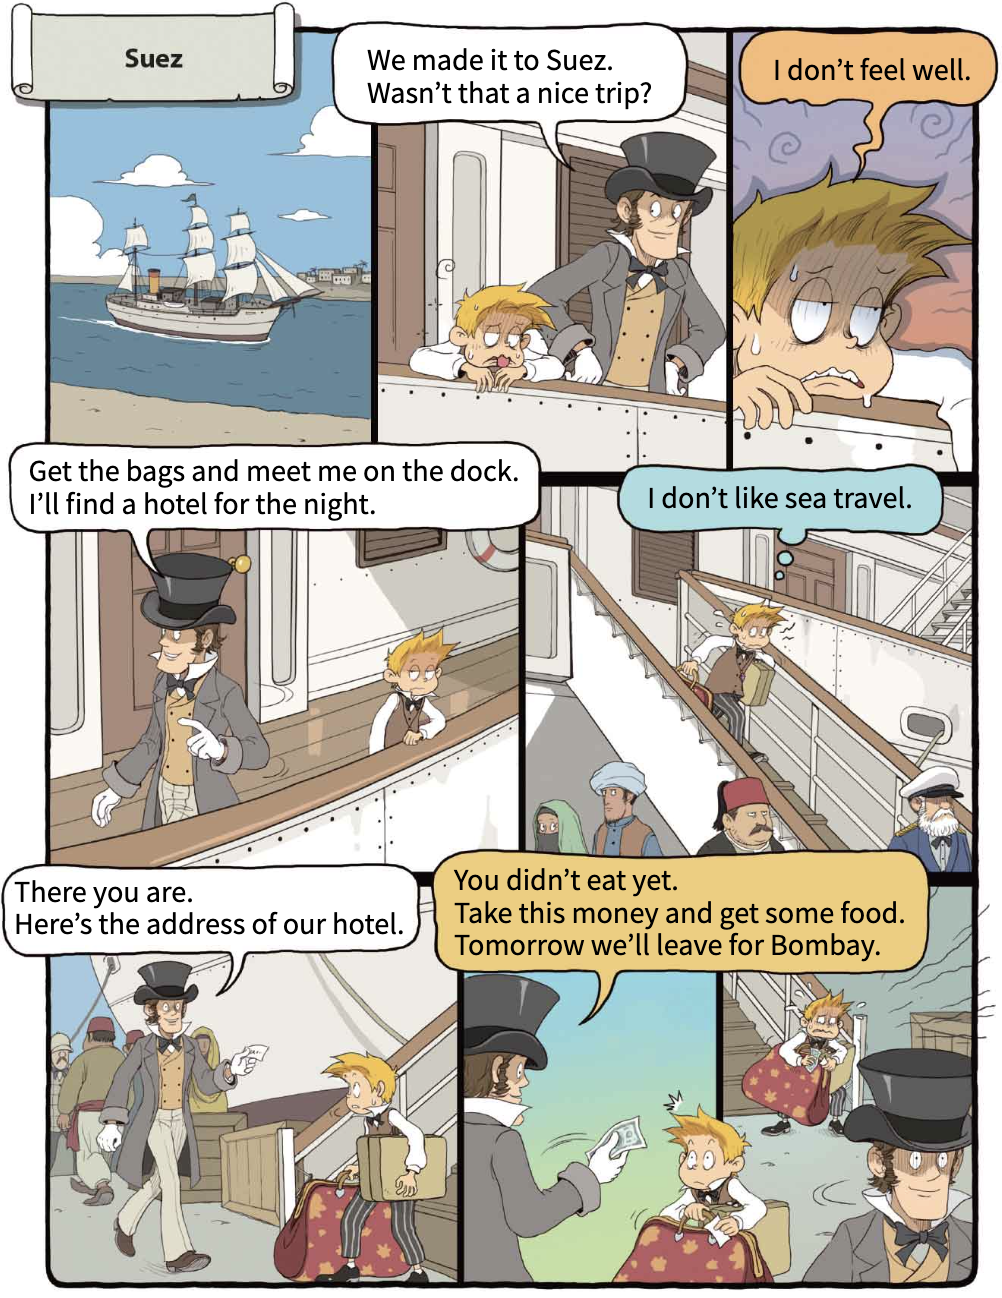 Suez
We made it to Suez.
Wasn't that a nice trip?
I don't feel well.
Get the bags and meet me on the dock.
I'll find a hotel for the night.
I don't like sea travel.
There you are.
Here's the address of our hotel.
You didn't eat yet.
Take this money and get some food.
Tomorrow we'll leave for Bombay.